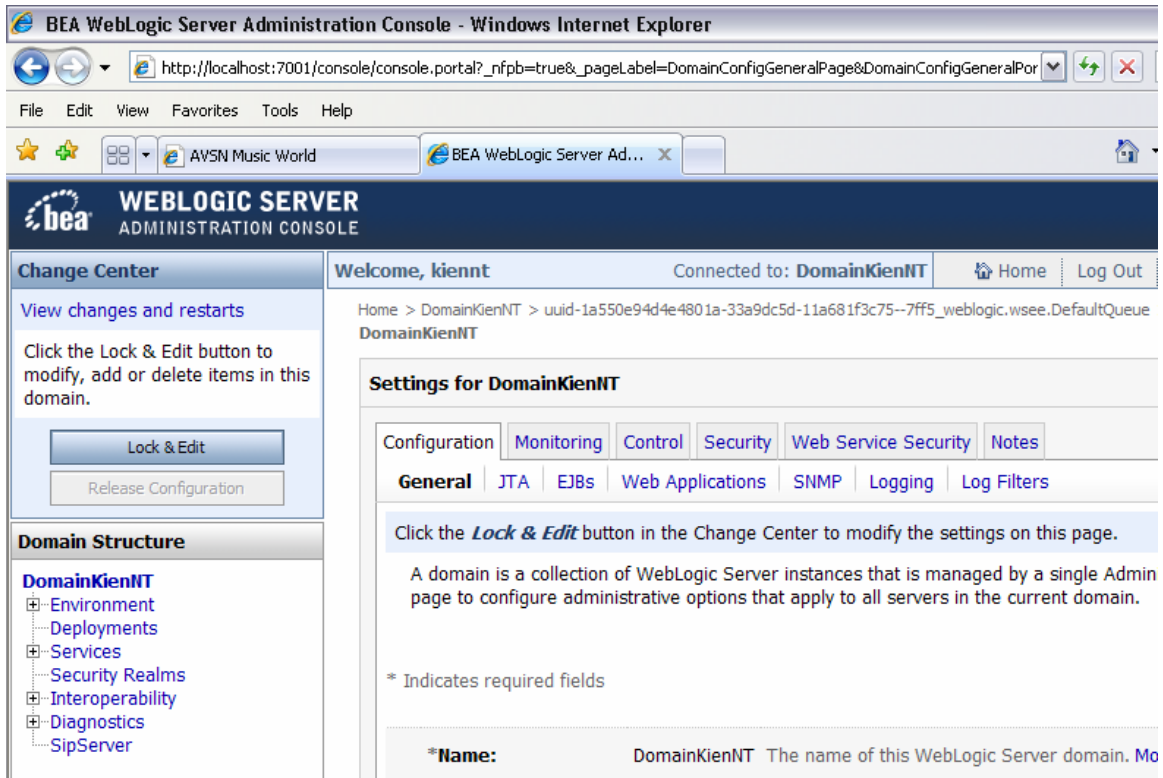 BEA WebLogic Server Administration Console - Windows Internet Explorer
http://localhost:7001/console/console.portal?_nfpb=true&_pageLabel=DomainConfigGeneralPage&DomainConfigGeneralPor
File Edit View Favorites Tools Help
AVSN Music World
BEA WebLogic Server Ad...
bea
WEBLOGIC SERVER
ADMINISTRATION CONSOLE
Change Center
View changes and restarts
Click the Lock & Edit button to
modify, add or delete items in this
domain.
Lock & Edit
Release Configuration
Domain Structure
DomainKienNT
Environment
Deployments
Services
Security Realms
Interoperability
Diagnostics
SipServer
Welcome, kiennt
Connected to: DomainKienNT
Home
Log Out
Home > DomainKienNT > uuid-1a550e94d4e4801a-33a9dc5d-11a681f3c75--7ff5_weblogic.wsee.DefaultQueue
DomainKienNT
Settings for DomainKienNT
Configuration Monitoring Control Security Web Service Security Notes
General JTA EJBs Web Applications SNMP Logging Log Filters
Click the Lock & Edit button in the Change Center to modify the settings on this page.
A domain is a collection of WebLogic Server instances that is managed by a single Admin
page to configure administrative options that apply to all servers in the current domain.
* Indicates required fields
*Name: DomainKienNT The name of this WebLogic Server domain. Mo